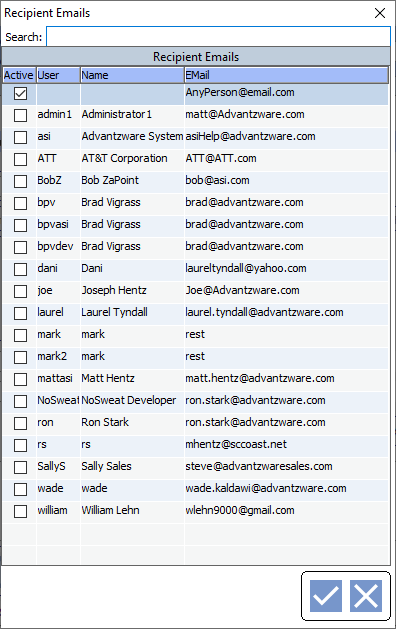 Recipient Emails
Search:
Recipient Emails
Active User Name EMail
AnyPerson@email.com
admin1 Administrator1 matt@Advantzware.com
asi Advantzware System asiHelp@advantzware.com
ATT AT&T Corporation ATT@ATT.com
BobZ Bob ZaPoint bob@asi.com
bpv Brad Vigrass brad@advantzware.com
bpvasi Brad Vigrass brad@advantzware.com
bpvdev Brad Vigrass brad@advantzware.com
dani Dani laureltyndall@yahoo.com
joe Joseph Hentz Joe@Advantzware.com
laurel Laurel Tyndall laurel.tyndall@advantzware.com
mark mark rest
mark2 mark rest
mattasi Matt Hentz matt.hentz@advantzware.com
NoSweat NoSweat Developer ron.stark@advantzware.com
ron Ron Stark ron.stark@advantzware.com
rs rs mhentz@sccoast.net
SallyS Sally Sales steve@advantzwaresales.com
wade wade wade.kaldawi@advantzware.com
william William Lehn wlehn9000@gmail.com